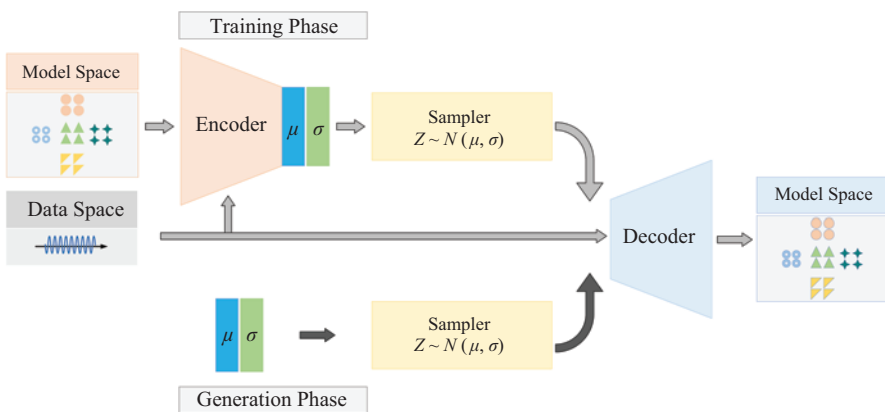 Training Phase
Model Space
Encoder
μ
σ
Sampler
Z ~ N (μ, σ)
Data Space
Decoder
Model Space
μ
σ
Sampler
Z ~ N (μ, σ)
Generation Phase